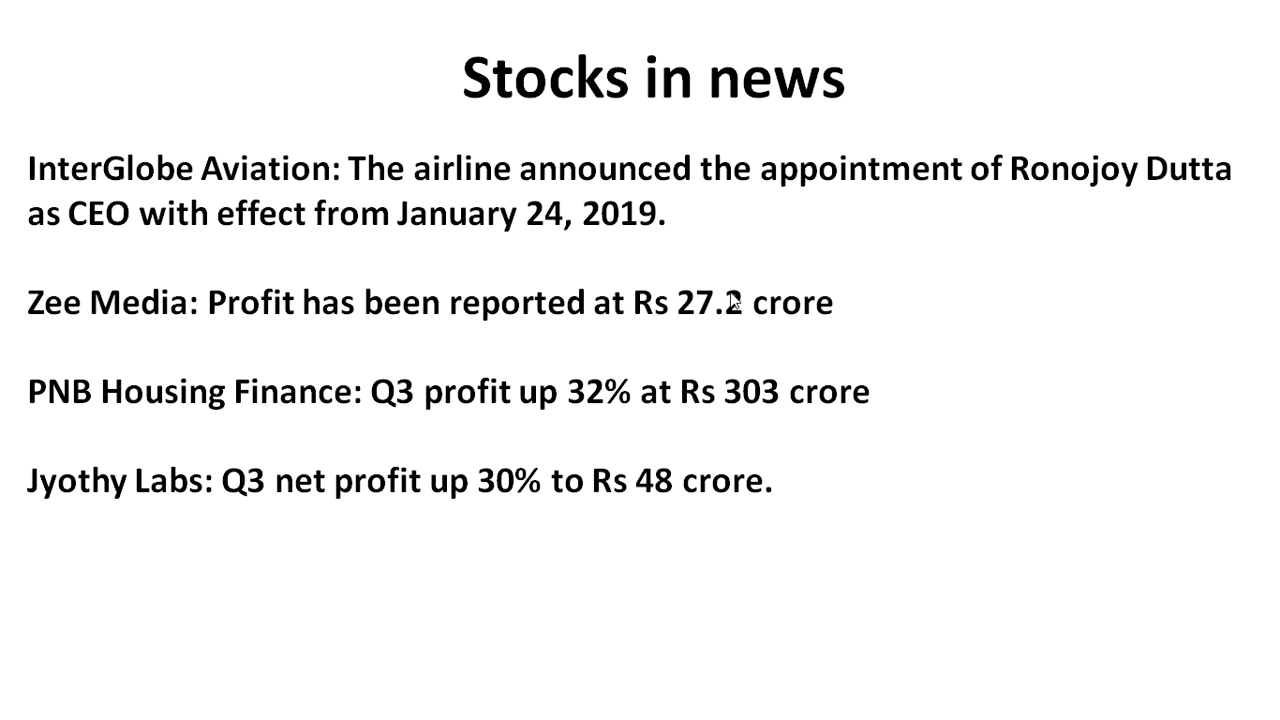 Stocks in news
InterGlobe Aviation: The airline announced the appointment of Ronojoy Dutta
as CEO with effect from January 24, 2019.
Zee Media: Profit has been reported at Rs 27.2 crore
PNB Housing Finance: Q3 profit up 32% at Rs 303 crore
Jyothy Labs: Q3 net profit up 30% to Rs 48 crore.